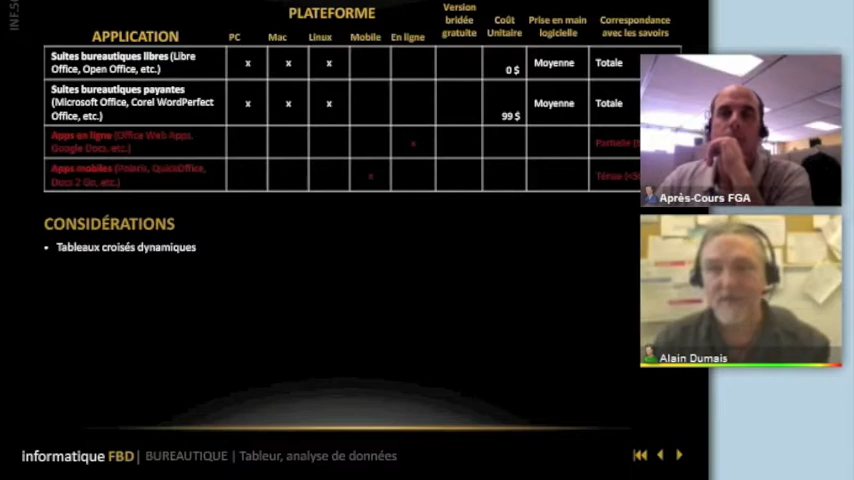 PLATEFORME
Version bridée gratuite
Coût Unitaire
Prise en main logicielle
Correspondance avec les savoirs
APPLICATION
PC
Mac
Linux
Mobile
En ligne
Suites bureautiques libres (Libre
Office, Open Office, etc.)
x x x 0 $ Moyenne Totale
Suites bureautiques payantes
(Microsoft Office, Corel WordPerfect
Office, etc.)
x x x 99 $ Moyenne Totale
Apps en ligne (Office Web Apps,
Google Docs, etc.)
x Partielle
Apps mobiles (Polaris, QuickOffice,
Docs 2 Go, etc.)
x Ténue
Après-Cours FGA
CONSIDÉRATIONS
• Tableaux croisés dynamiques
Alain Dumais
informatique FBD | BUREAUTIQUE | Tableur, analyse de données